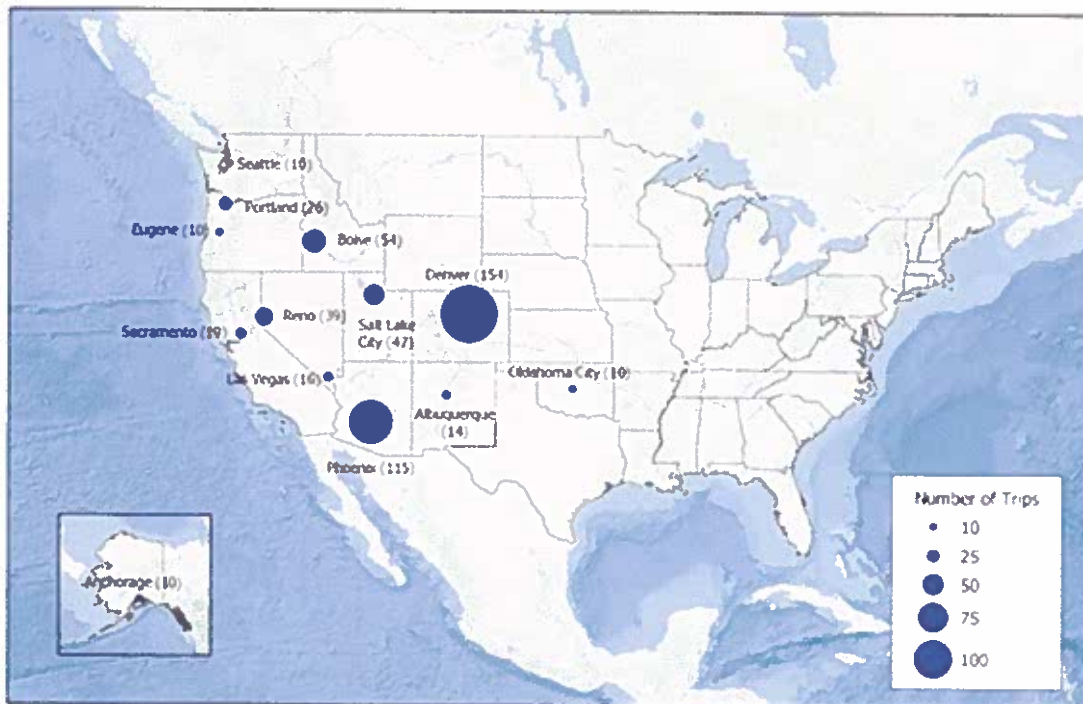 Seattle (10)
Portland (26)
Eugene (10)
Boise (54)
Denver (154)
Reno (39)
Salt Lake
City (47)
Sacramento
Las Vegas (16)
Oklahoma City (10)
Albuquerque
(14)
Phoenix (115)
Anchorage (10)
Number of Trips
10
25
50
75
100